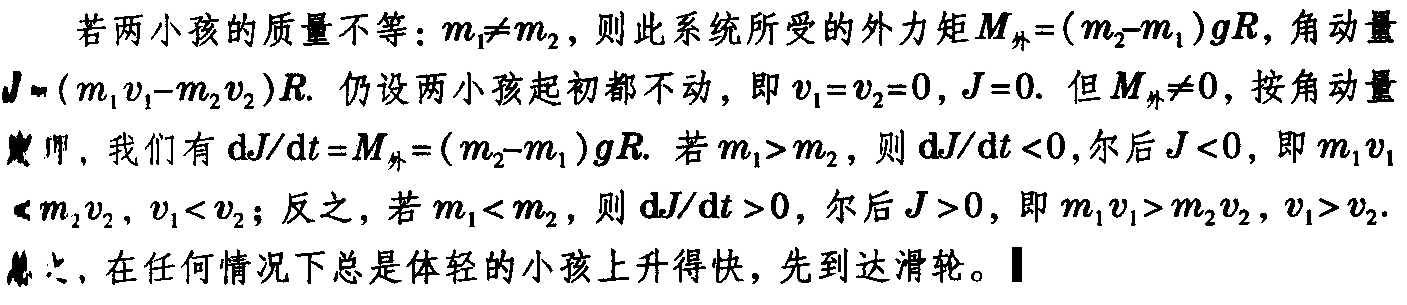 若两小孩的质量不等：m₁≠m₂，则此系统所受的外力矩M外=(m₂-m₁)gR，角动量
J=(m₁v₁-m₂v₂)R. 仍设两小孩起初都不动，即v₁=v₂=0，J=0. 但M外≠0，按角动量
，我们有dJ/dt=M外=(m₂-m₁)gR. 若m₁>m₂，则dJ/dt<0,尔后J<0，即m₁v₁
<m₂v₂，v₁<v₂；反之，若m₁<m₂，则dJ/dt>0，尔后J>0，即m₁v₁>m₂v₂，v₁>v₂.
总之，在任何情况下总是体轻的小孩上升得快，先到达滑轮。▌